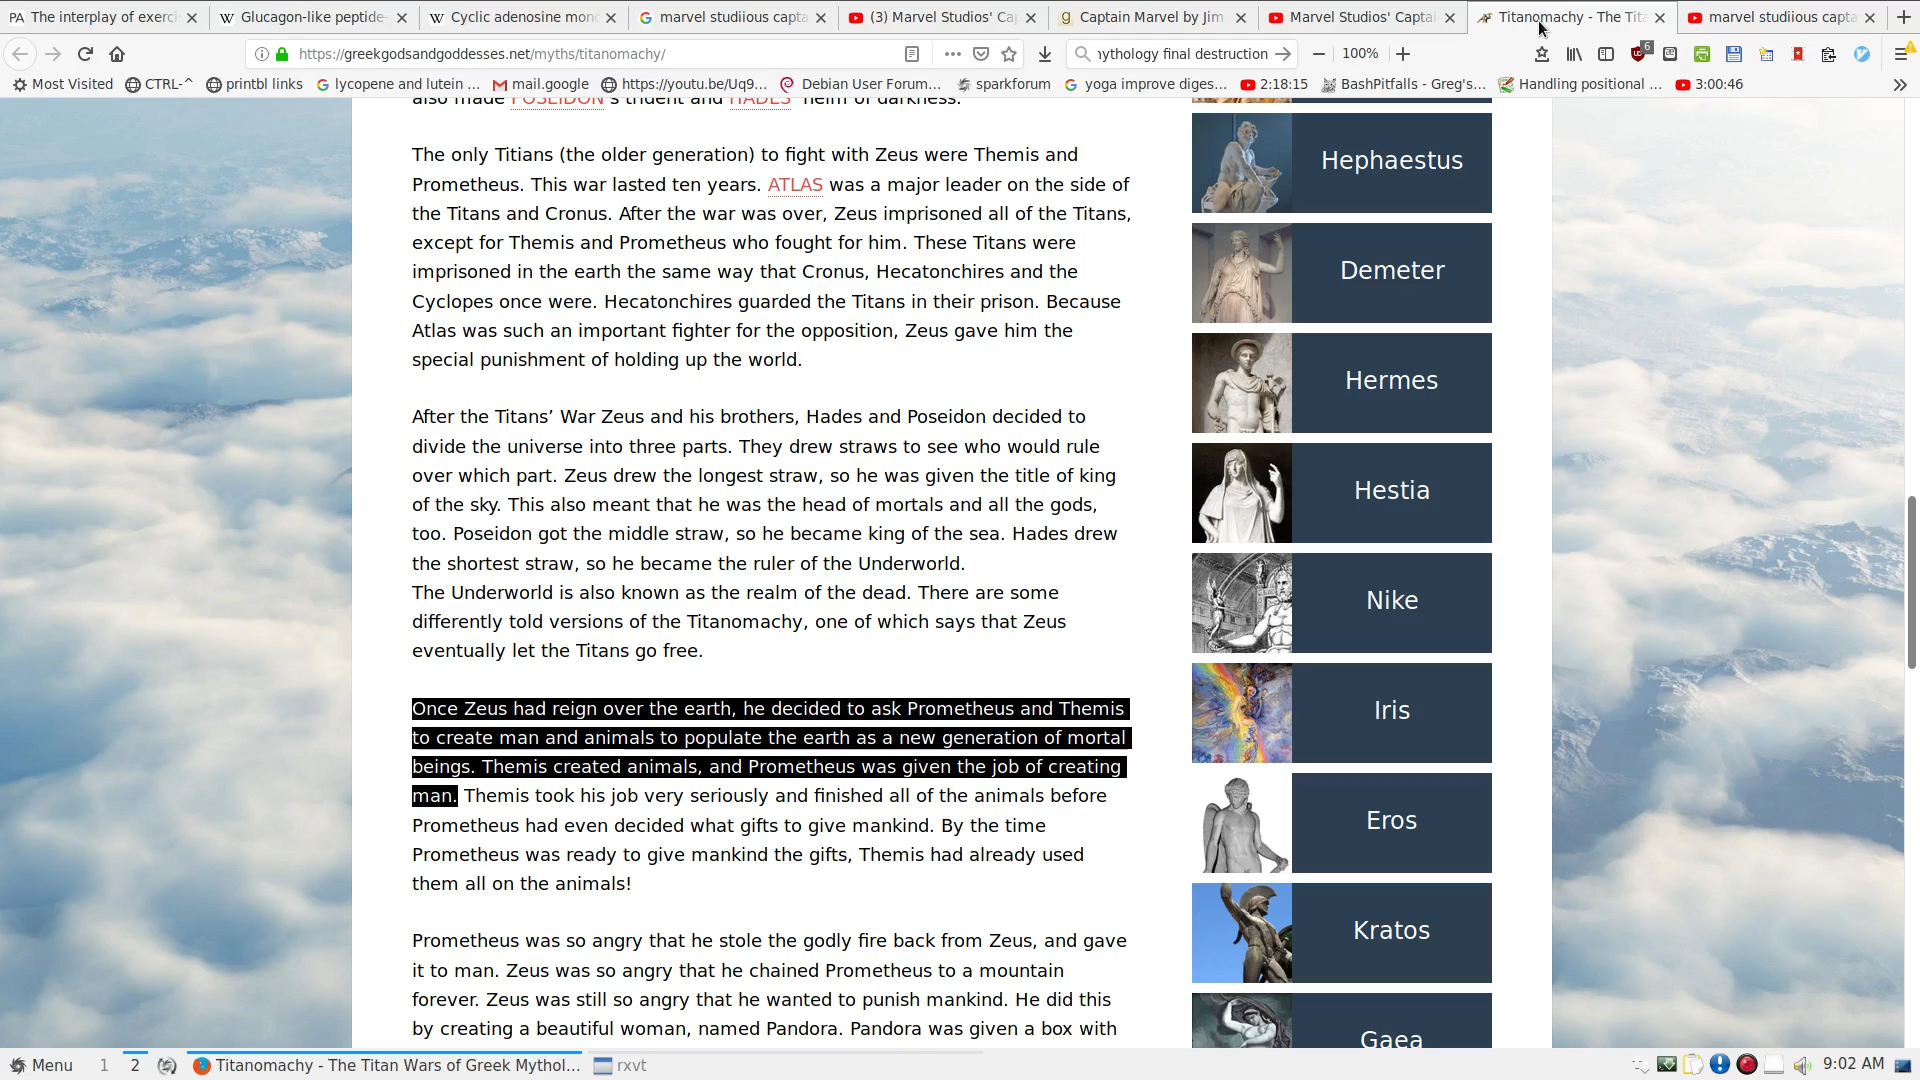 The interplay of exerci
Glucagon-like peptide-
Cyclic adenosine mon
marvel studiious capta
(3) Marvel Studios' Ca
Captain Marvel by Jim
Marvel Studios' Captai
Titanomachy - The Tita
marvel studiious capta
https://greekgodsandgoddesses.net/myths/titanomachy/
ythology final destruction
100%
6
Most Visited
CTRL-^
printbl links
lycopene and lutein ...
mail.google
https://youtu.be/Uq9...
Debian User Forum...
sparkforum
yoga improve diges...
2:18:15
BashPitfalls - Greg's...
Handling positional ...
3:00:46
also made POSEIDON's trident and HADES' helm of darkness.
The only Titians (the older generation) to fight with Zeus were Themis and
Prometheus. This war lasted ten years. ATLAS was a major leader on the side of
the Titans and Cronus. After the war was over, Zeus imprisoned all of the Titans,
except for Themis and Prometheus who fought for him. These Titans were
imprisoned in the earth the same way that Cronus, Hecatonchires and the
Cyclopes once were. Hecatonchires guarded the Titans in their prison. Because
Atlas was such an important fighter for the opposition, Zeus gave him the
special punishment of holding up the world.
After the Titans’ War Zeus and his brothers, Hades and Poseidon decided to
divide the universe into three parts. They drew straws to see who would rule
over which part. Zeus drew the longest straw, so he was given the title of king
of the sky. This also meant that he was the head of mortals and all the gods,
too. Poseidon got the middle straw, so he became king of the sea. Hades drew
the shortest straw, so he became the ruler of the Underworld.
The Underworld is also known as the realm of the dead. There are some
differently told versions of the Titanomachy, one of which says that Zeus
eventually let the Titans go free.
Once Zeus had reign over the earth, he decided to ask Prometheus and Themis
to create man and animals to populate the earth as a new generation of mortal
beings. Themis created animals, and Prometheus was given the job of creating
man. Themis took his job very seriously and finished all of the animals before
Prometheus had even decided what gifts to give mankind. By the time
Prometheus was ready to give mankind the gifts, Themis had already used
them all on the animals!
Prometheus was so angry that he stole the godly fire back from Zeus, and gave
it to man. Zeus was so angry that he chained Prometheus to a mountain
forever. Zeus was still so angry that he wanted to punish mankind. He did this
by creating a beautiful woman, named Pandora. Pandora was given a box with
Hephaestus
Demeter
Hermes
Hestia
Nike
Iris
Eros
Kratos
Gaea
Menu
1
2
Titanomachy - The Titan Wars of Greek Mythol...
rxvt
9:02 AM